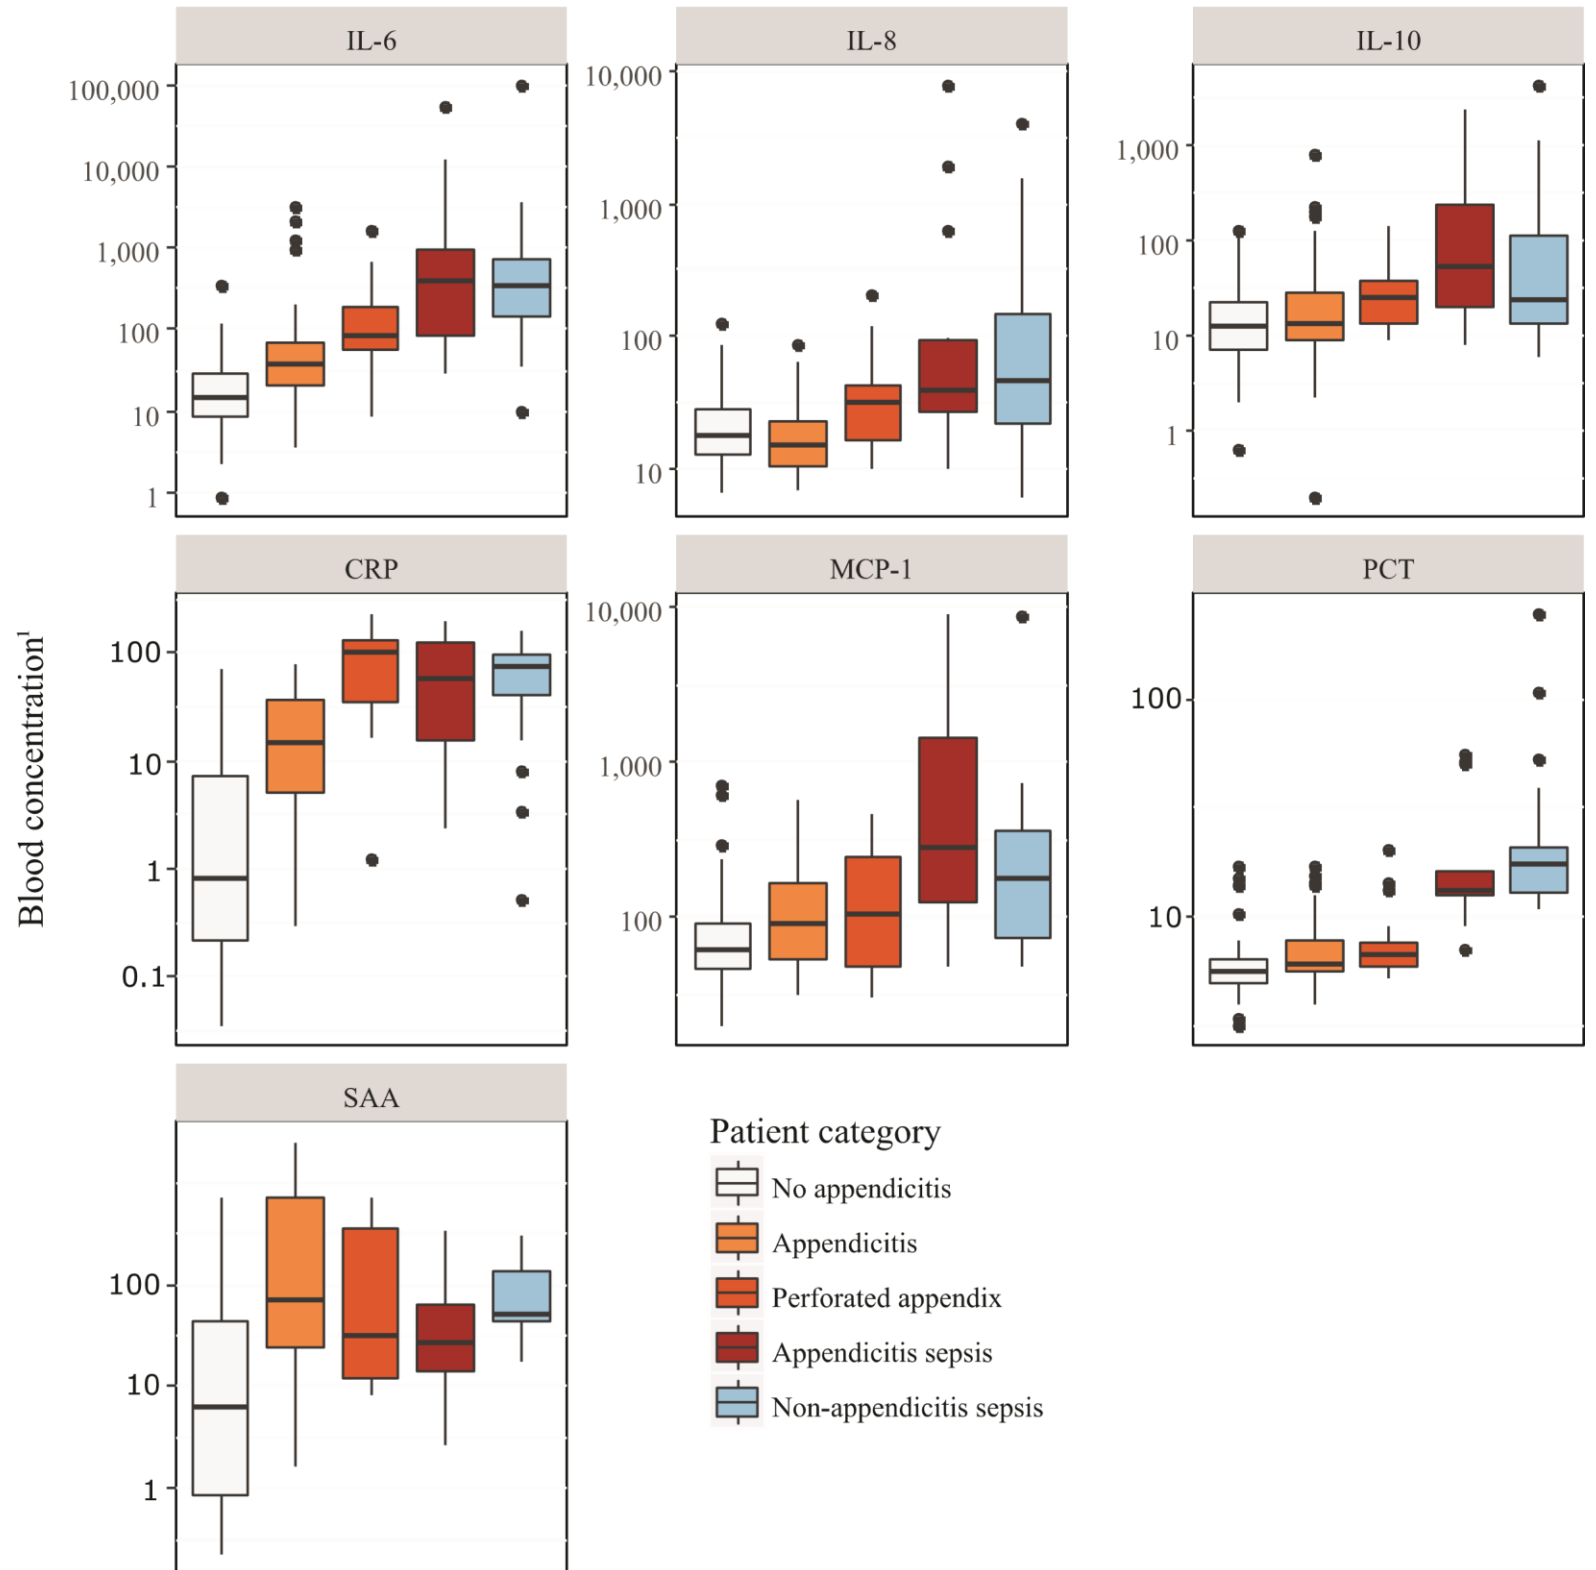 IL-6
IL-8
IL-10
100,000
10,000
1,000
100
10
1
10,000
1,000
100
10
1,000
100
10
1
Blood concentration¹
CRP
MCP-1
PCT
100
10
1
0.1
10,000
1,000
100
100
10
SAA
100
10
1
Patient category
No appendicitis
Appendicitis
Perforated appendix
Appendicitis sepsis
Non-appendicitis sepsis